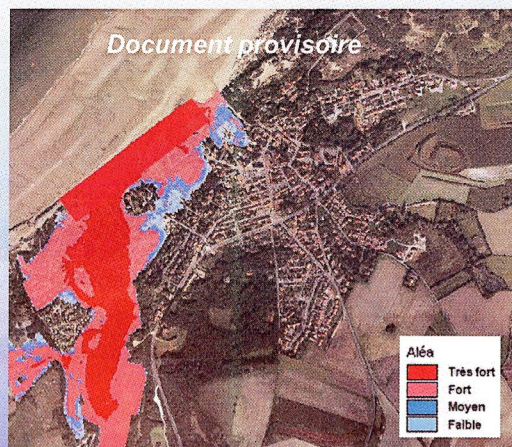 Document provisoire
Aléa
Très fort
Fort
Moyen
Faible